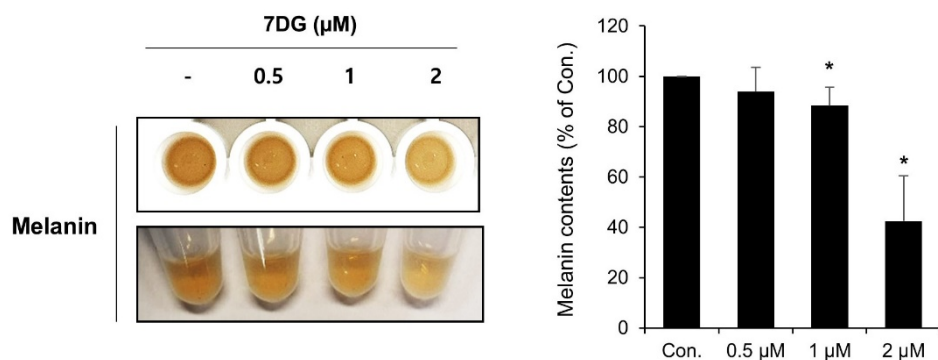 7DG (µM)
- 0.5 1 2
Melanin
Melanin contents (% of Con.)
120
100
80
60
40
20
0
*
*
Con. 0.5 µM 1 µM 2 µM